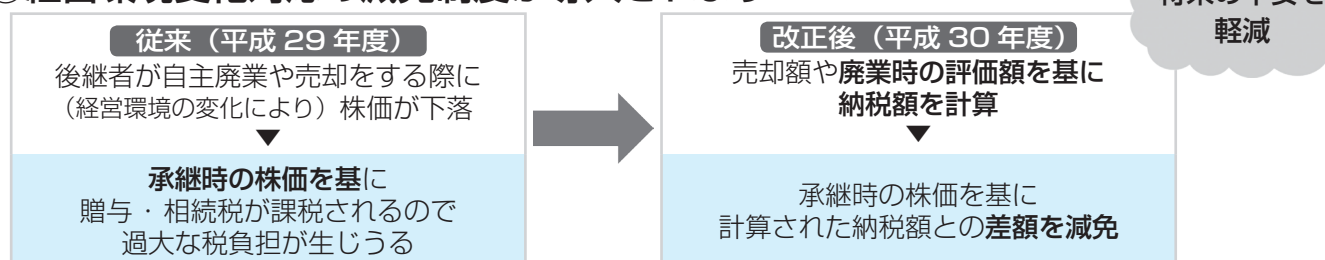 従来（平成 29 年度）
後継者が自主廃業や売却をする際に
（経営環境の変化により）株価が下落
▼
承継時の株価を基に
贈与・相続税が課税されるので
過大な税負担が生じうる
軽減
改正後（平成 30 年度）
売却額や廃業時の評価額を基に
納税額を計算
▼
承継時の株価を基に
計算された納税額との差額を減免